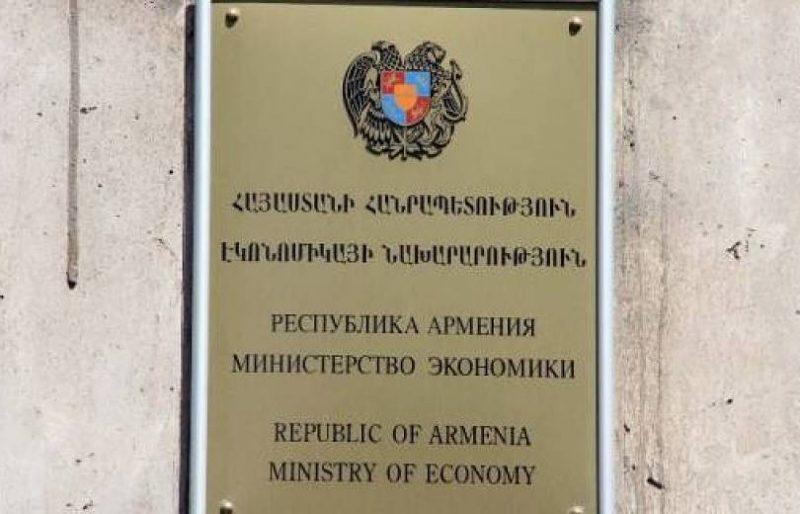 ՀԱՅԱՍՏԱՆԻ ՀԱՆՐԱՊԵՏՈՒԹՅՈՒՆ
ԷԿՈՆՈՄԻԿԱՅԻ ՆԱԽԱՐԱՐՈՒԹՅՈՒՆ
РЕСПУБЛИКА АРМЕНИЯ
МИНИСТЕРСТВО ЭКОНОМИКИ
REPUBLIC OF ARMENIA
MINISTRY OF ECONOMY